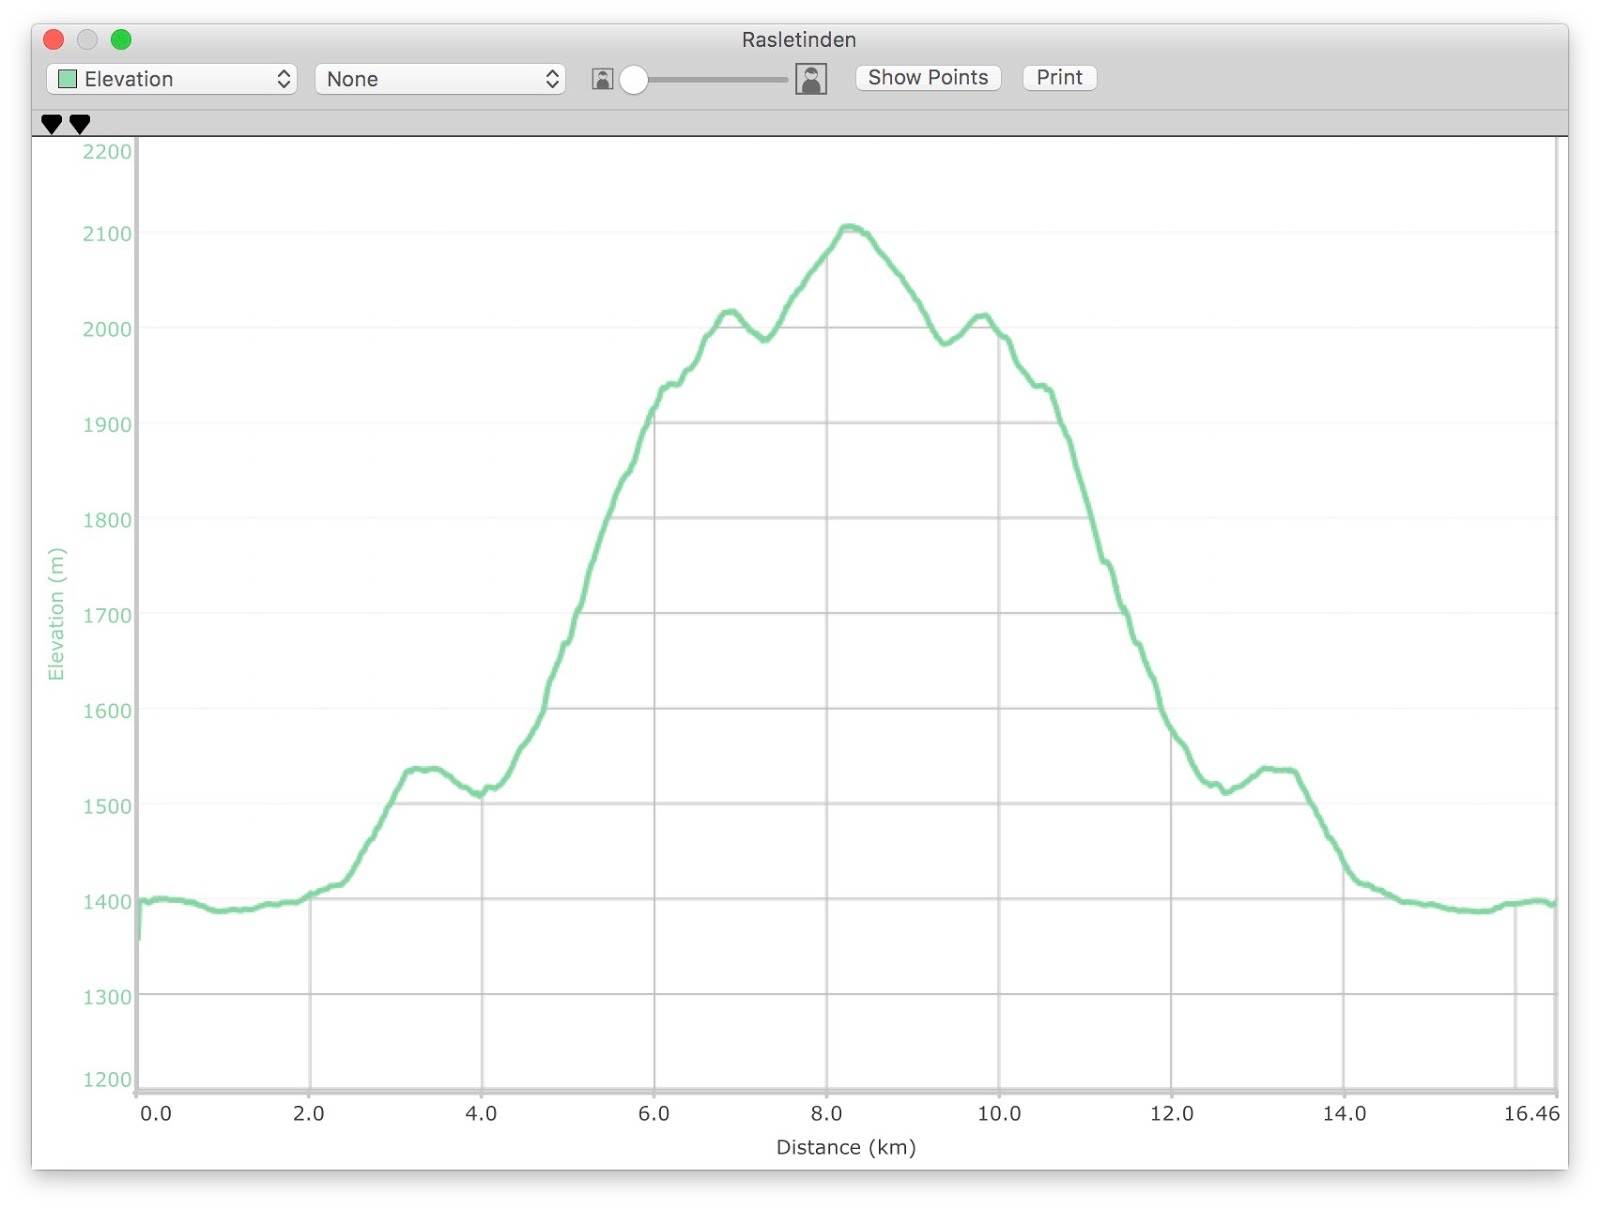 Rasletinden
Elevation
None
Show Points
Print
2200
2100
2000
1900
1800
1700
1600
1500
1400
1300
1200
Elevation (m)
0.0 2.0 4.0 6.0 8.0 10.0 12.0 14.0 16.46
Distance (km)